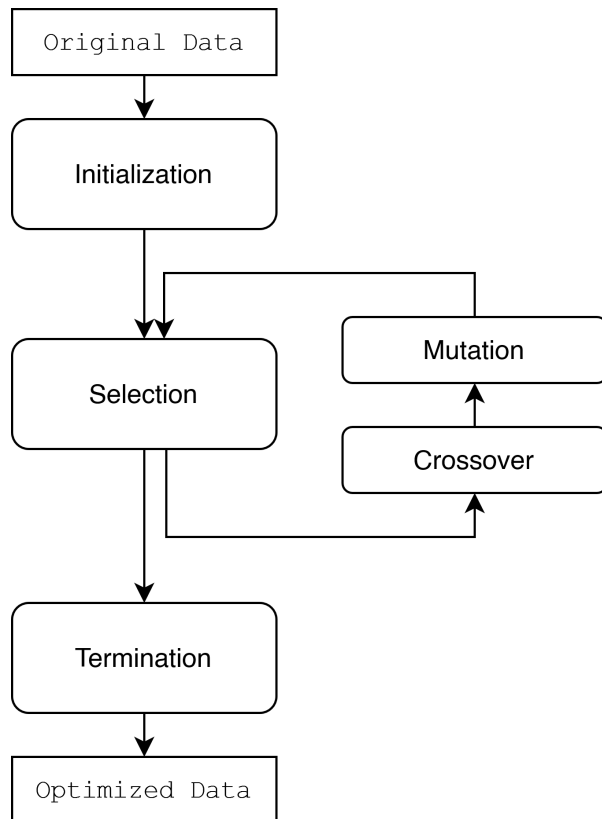 Original Data
Initialization
Selection
Mutation
Crossover
Termination
Optimized Data